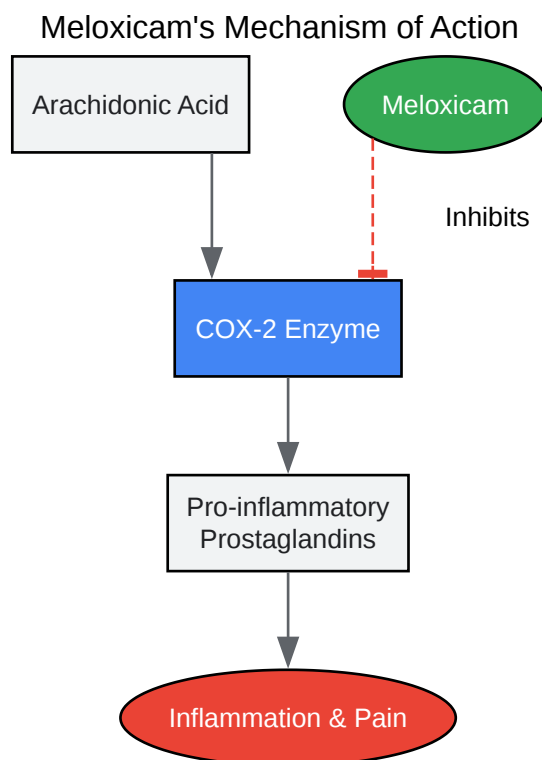 Meloxicam's Mechanism of Action
Arachidonic Acid
Meloxicam
Inhibits
COX-2 Enzyme
Pro-inflammatory
Prostaglandins
Inflammation & Pain